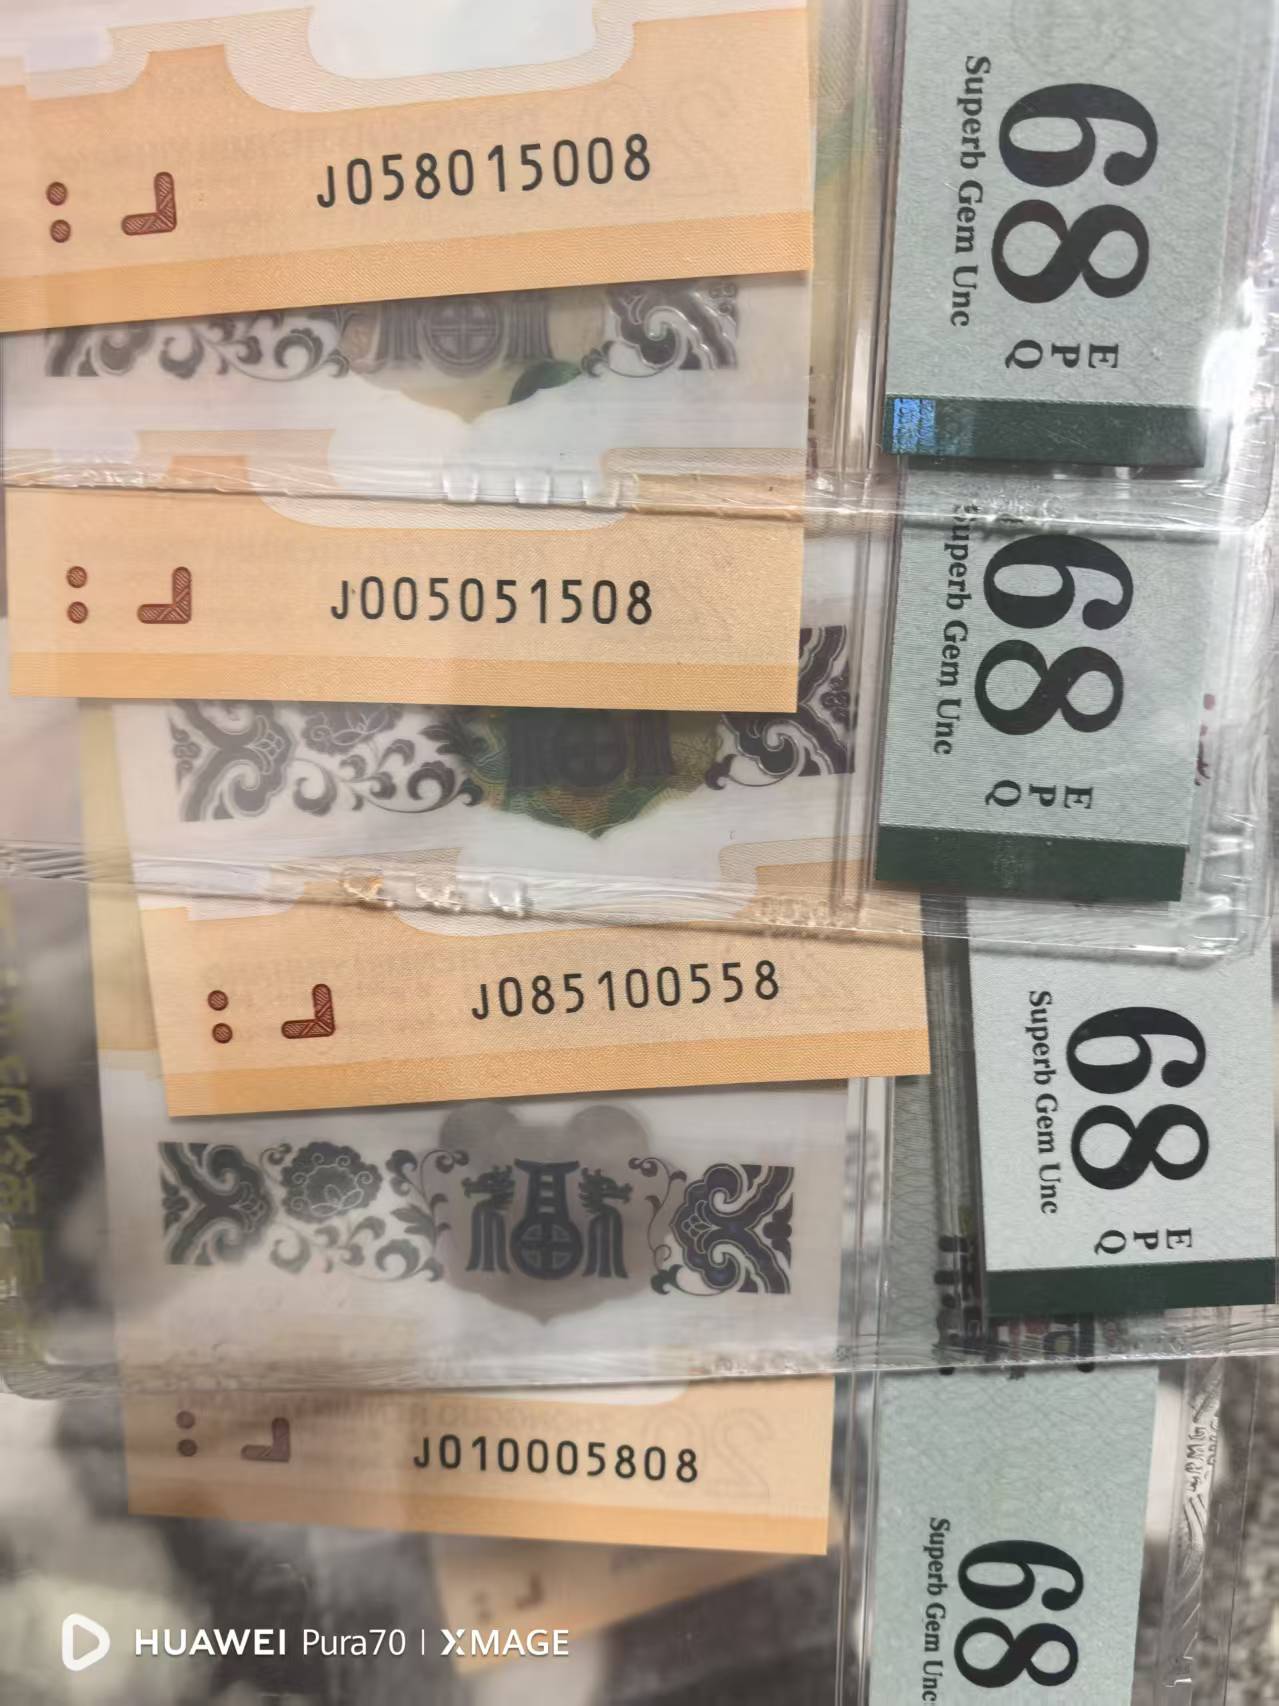 J058015008
68
Superb Gem Unc
E
P
Q
J005051508
68
Superb Gem Unc
E
P
Q
J085100558
68
Superb Gem Unc
E
P
Q
J010005808
68
Superb Gem Unc
HUAWEI Pura70 | XMAGE